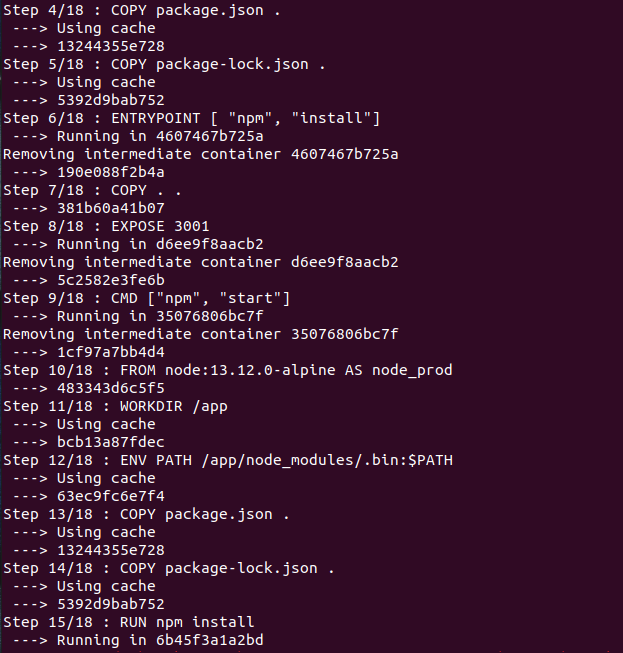 Step 4/18 : COPY package.json .
 ---> Using cache
 ---> 13244355e728
Step 5/18 : COPY package-lock.json .
 ---> Using cache
 ---> 5392d9bab752
Step 6/18 : ENTRYPOINT [ "npm", "install"]
 ---> Running in 4607467b725a
Removing intermediate container 4607467b725a
 ---> 190e088f2b4a
Step 7/18 : COPY . .
 ---> 381b60a41b07
Step 8/18 : EXPOSE 3001
 ---> Running in d6ee9f8aacb2
Removing intermediate container d6ee9f8aacb2
 ---> 5c2582e3fe6b
Step 9/18 : CMD ["npm", "start"]
 ---> Running in 35076806bc7f
Removing intermediate container 35076806bc7f
 ---> 1cf97a7bb4d4
Step 10/18 : FROM node:13.12.0-alpine AS node_prod
 ---> 483343d6c5f5
Step 11/18 : WORKDIR /app
 ---> Using cache
 ---> bcb13a87fdec
Step 12/18 : ENV PATH /app/node_modules/.bin:$PATH
 ---> Using cache
 ---> 63ec9fc6e7f4
Step 13/18 : COPY package.json .
 ---> Using cache
 ---> 13244355e728
Step 14/18 : COPY package-lock.json .
 ---> Using cache
 ---> 5392d9bab752
Step 15/18 : RUN npm install
 ---> Running in 6b45f3a1a2bd